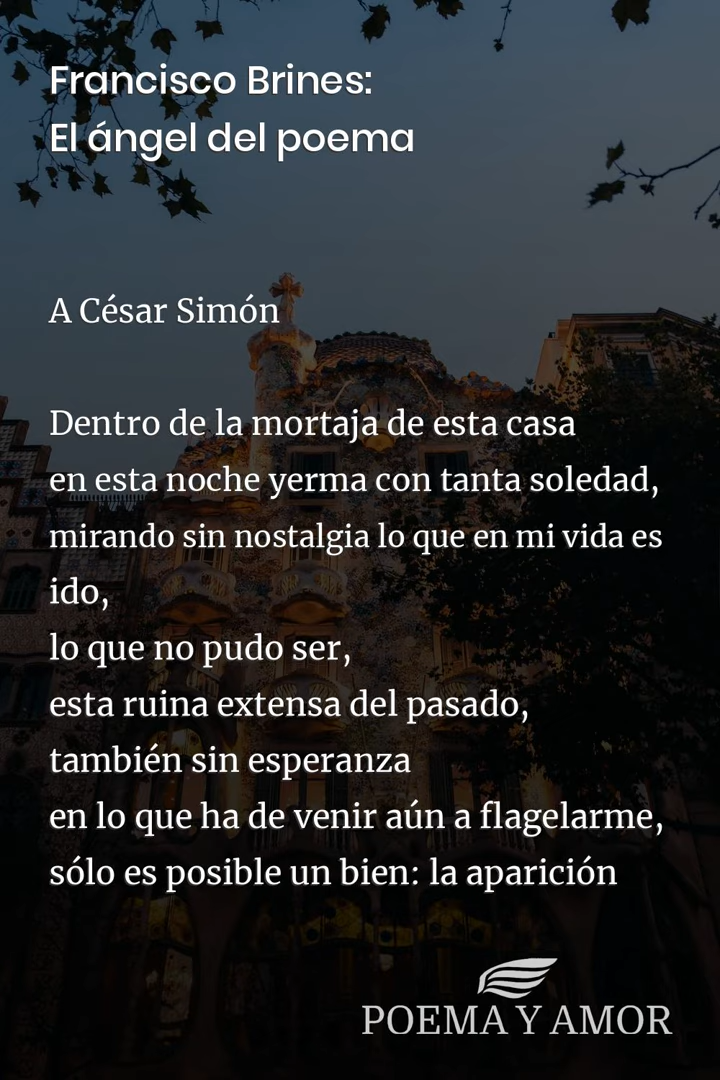 Francisco Brines:
El ángel del poema
A César Simón
Dentro de la mortaja de esta casa
en esta noche yerma con tanta soledad,
mirando sin nostalgia lo que en mi vida es
ido,
lo que no pudo ser,
esta ruina extensa del pasado,
también sin esperanza
en lo que ha de venir aún a flagelarme,
sólo es posible un bien: la aparición
POEMA Y AMOR